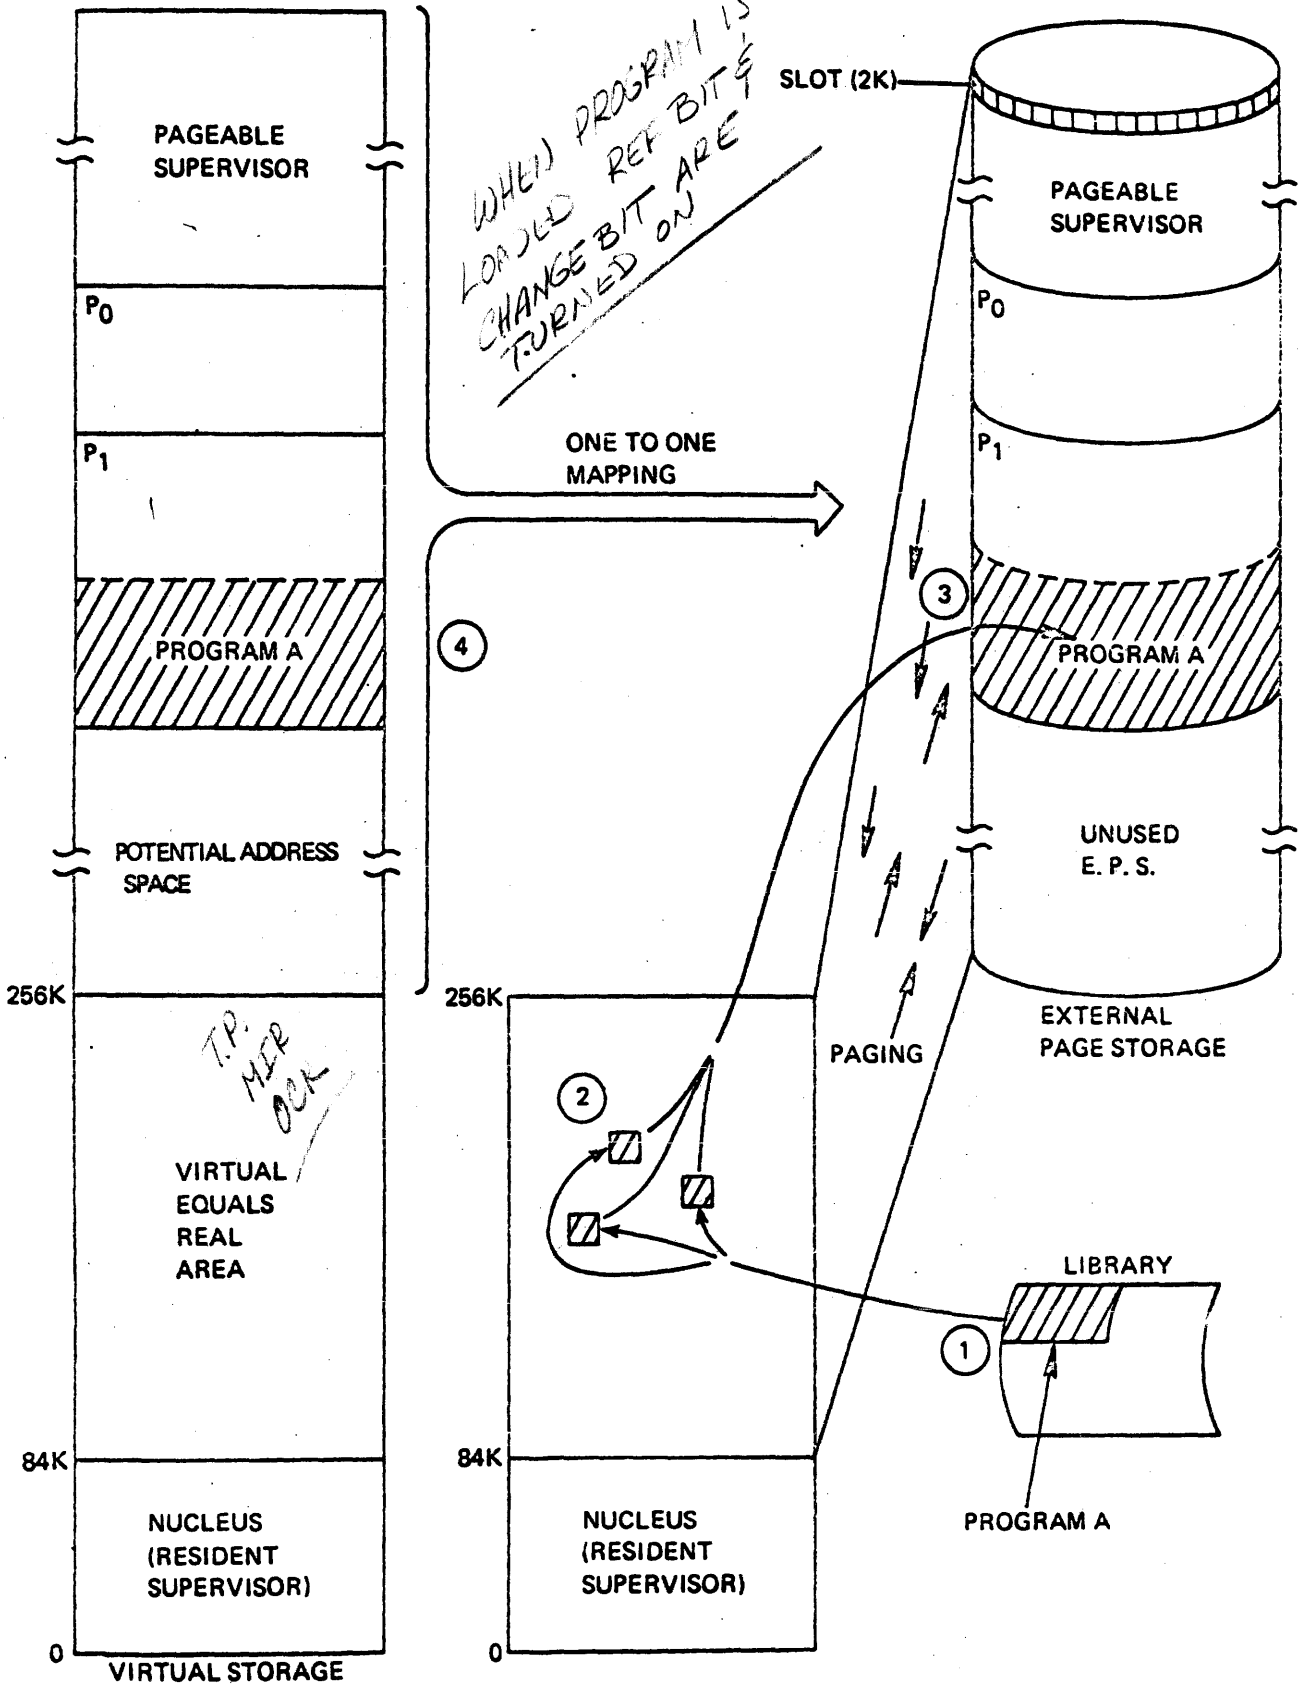 PAGEABLE
SUPERVISOR
P0
P1
PROGRAM A
POTENTIAL ADDRESS
SPACE
256K
T.P.
MIR
OCR
VIRTUAL
EQUALS
REAL
AREA
84K
NUCLEUS
(RESIDENT
SUPERVISOR)
0
VIRTUAL STORAGE
WHEN PROGRAM IS
LOADED REF BIT &
CHANGE BIT ARE
TURNED ON
ONE TO ONE
MAPPING
4
256K
2
84K
NUCLEUS
(RESIDENT
SUPERVISOR)
0
SLOT (2K)
PAGEABLE
SUPERVISOR
P0
P1
3
PROGRAM A
UNUSED
E. P. S.
EXTERNAL
PAGE STORAGE
PAGING
LIBRARY
1
PROGRAM A